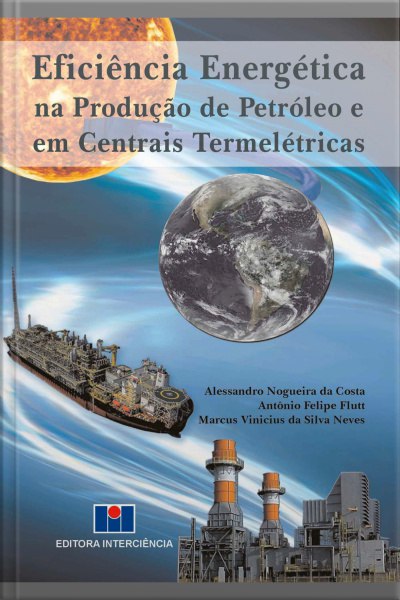 Eficiência Energética
na Produção de Petróleo e
em Centrais Termelétricas
Alessandro Nogueira da Costa
Antônio Felipe Flutt
Marcus Vinicius da Silva Neves
EDITORA INTERCIÊNCIA